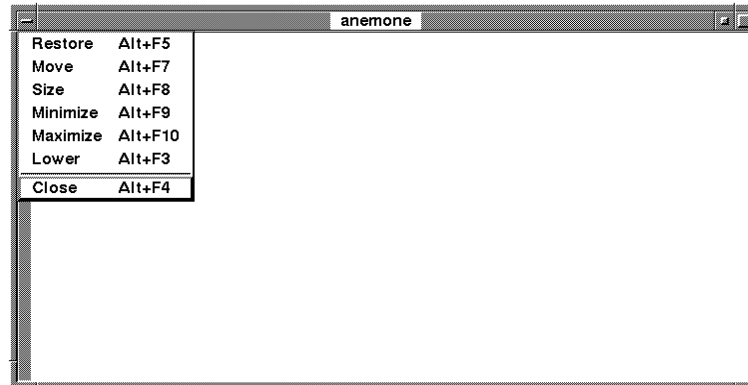 anemone
Restore Alt+F5
Move Alt+F7
Size Alt+F8
Minimize Alt+F9
Maximize Alt+F10
Lower Alt+F3
Close Alt+F4